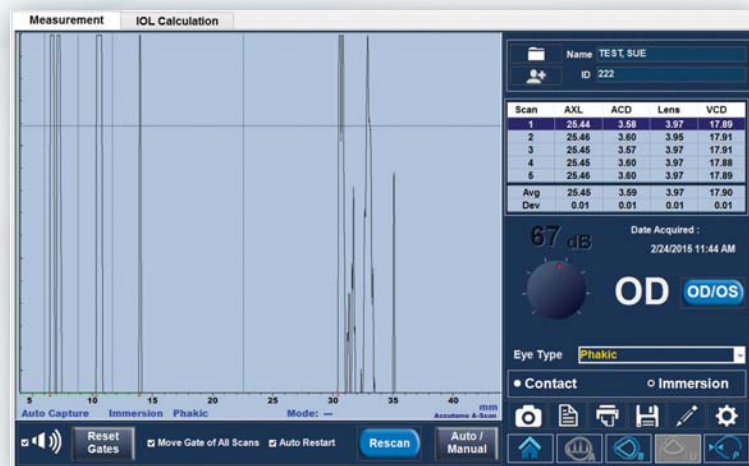 Measurement
IOL Calculation
Name TEST, SUE
ID 222
Scan AXL ACD Lens VCD
1 25.44 3.58 3.97 17.89
2 25.46 3.60 3.95 17.91
3 25.45 3.57 3.97 17.91
4 25.45 3.60 3.97 17.88
5 25.46 3.60 3.97 17.89
Avg 25.45 3.59 3.97 17.90
Dev 0.01 0.01 0.01 0.01
67 dB
Date Acquired :
2/24/2015 11:44 AM
OD
OD/OS
Eye Type Phakic
Contact
Immersion
5 10 15 20 25 30 35 40 mm
Auto Capture Immersion Phakic Mode: --- Accutome A-Scan
Reset Gates
Move Gate of All Scans
Auto Restart
Rescan
Auto / Manual
A
B
U
P